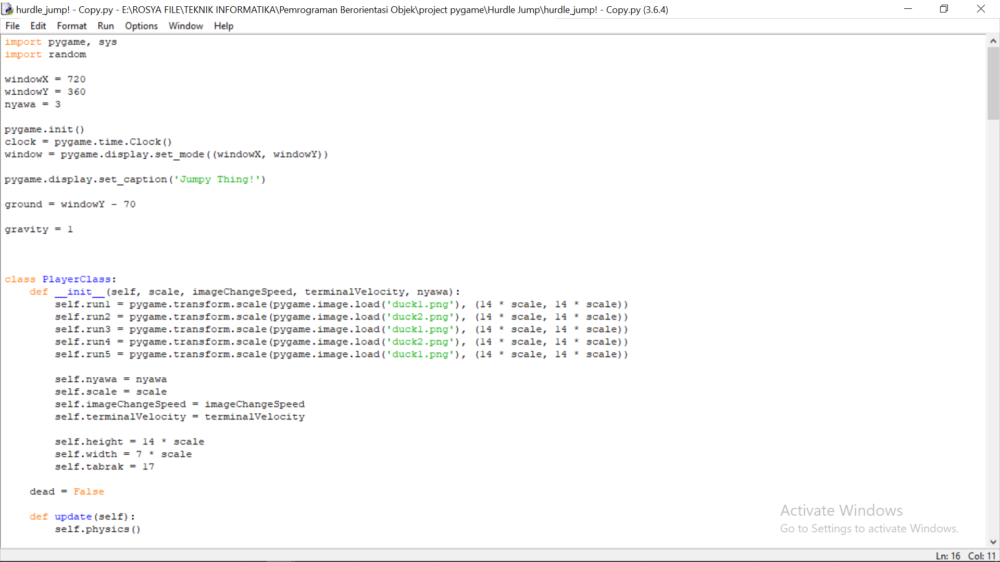 hurdle_jump! - Copy.py - E:\ROSYA FILE\TEKNIK INFORMATIKA\Pemrograman Berorientasi Objek\project pygame\Hurdle Jump\hurdle_jump! - Copy.py (3.6.4)
File Edit Format Run Options Window Help
import pygame, sys
import random

windowX = 720
windowY = 360
nyawa = 3

pygame.init()
clock = pygame.time.Clock()
window = pygame.display.set_mode((windowX, windowY))

pygame.display.set_caption('Jumpy Thing!')

ground = windowY - 70

gravity = 1

class PlayerClass:
    def __init__(self, scale, imageChangeSpeed, terminalVelocity, nyawa):
        self.run1 = pygame.transform.scale(pygame.image.load('duck1.png'), (14 * scale, 14 * scale))
        self.run2 = pygame.transform.scale(pygame.image.load('duck2.png'), (14 * scale, 14 * scale))
        self.run3 = pygame.transform.scale(pygame.image.load('duck1.png'), (14 * scale, 14 * scale))
        self.run4 = pygame.transform.scale(pygame.image.load('duck2.png'), (14 * scale, 14 * scale))
        self.run5 = pygame.transform.scale(pygame.image.load('duck1.png'), (14 * scale, 14 * scale))

        self.nyawa = nyawa
        self.scale = scale
        self.imageChangeSpeed = imageChangeSpeed
        self.terminalVelocity = terminalVelocity

        self.height = 14 * scale
        self.width = 7 * scale
        self.tabrak = 17

    dead = False

    def update(self):
        self.physics()
Activate Windows
Go to Settings to activate Windows.
Ln: 16 Col: 11